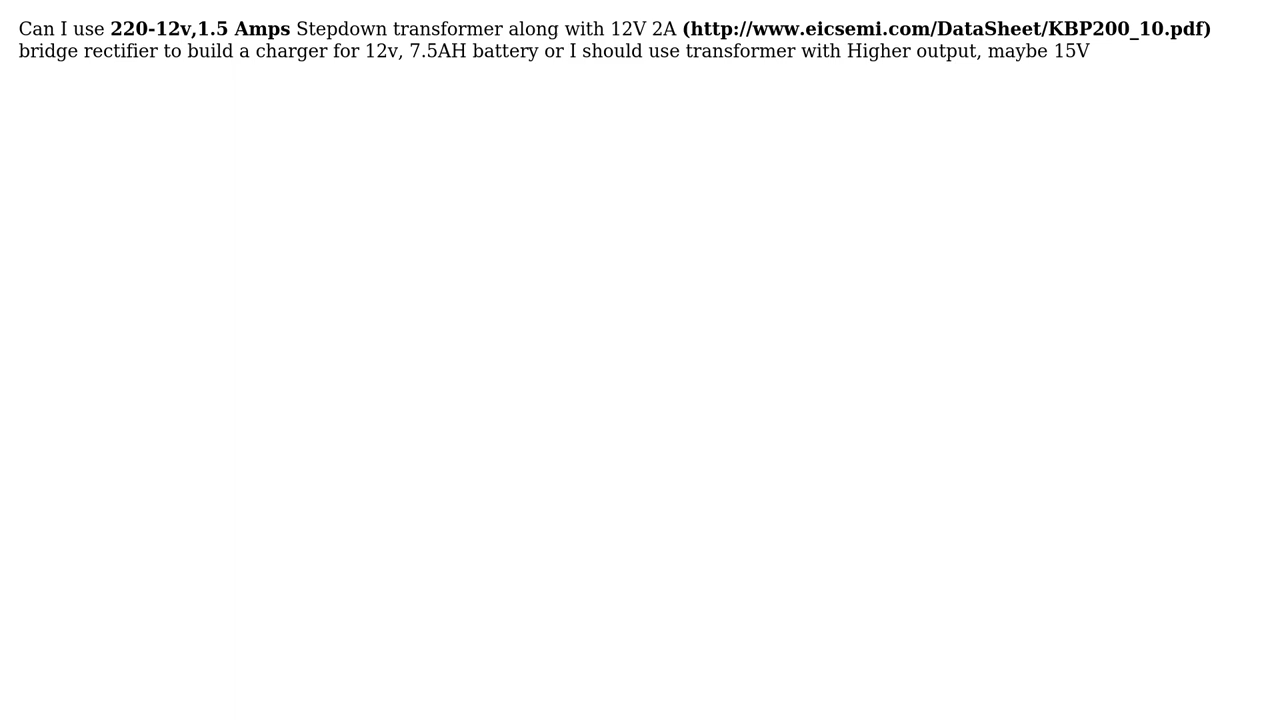 Can I use 220-12v,1.5 Amps Stepdown transformer along with 12V 2A (http://www.eicsemi.com/DataSheet/KBP200_10.pdf)
bridge rectifier to build a charger for 12v, 7.5AH battery or I should use transformer with Higher output, maybe 15V